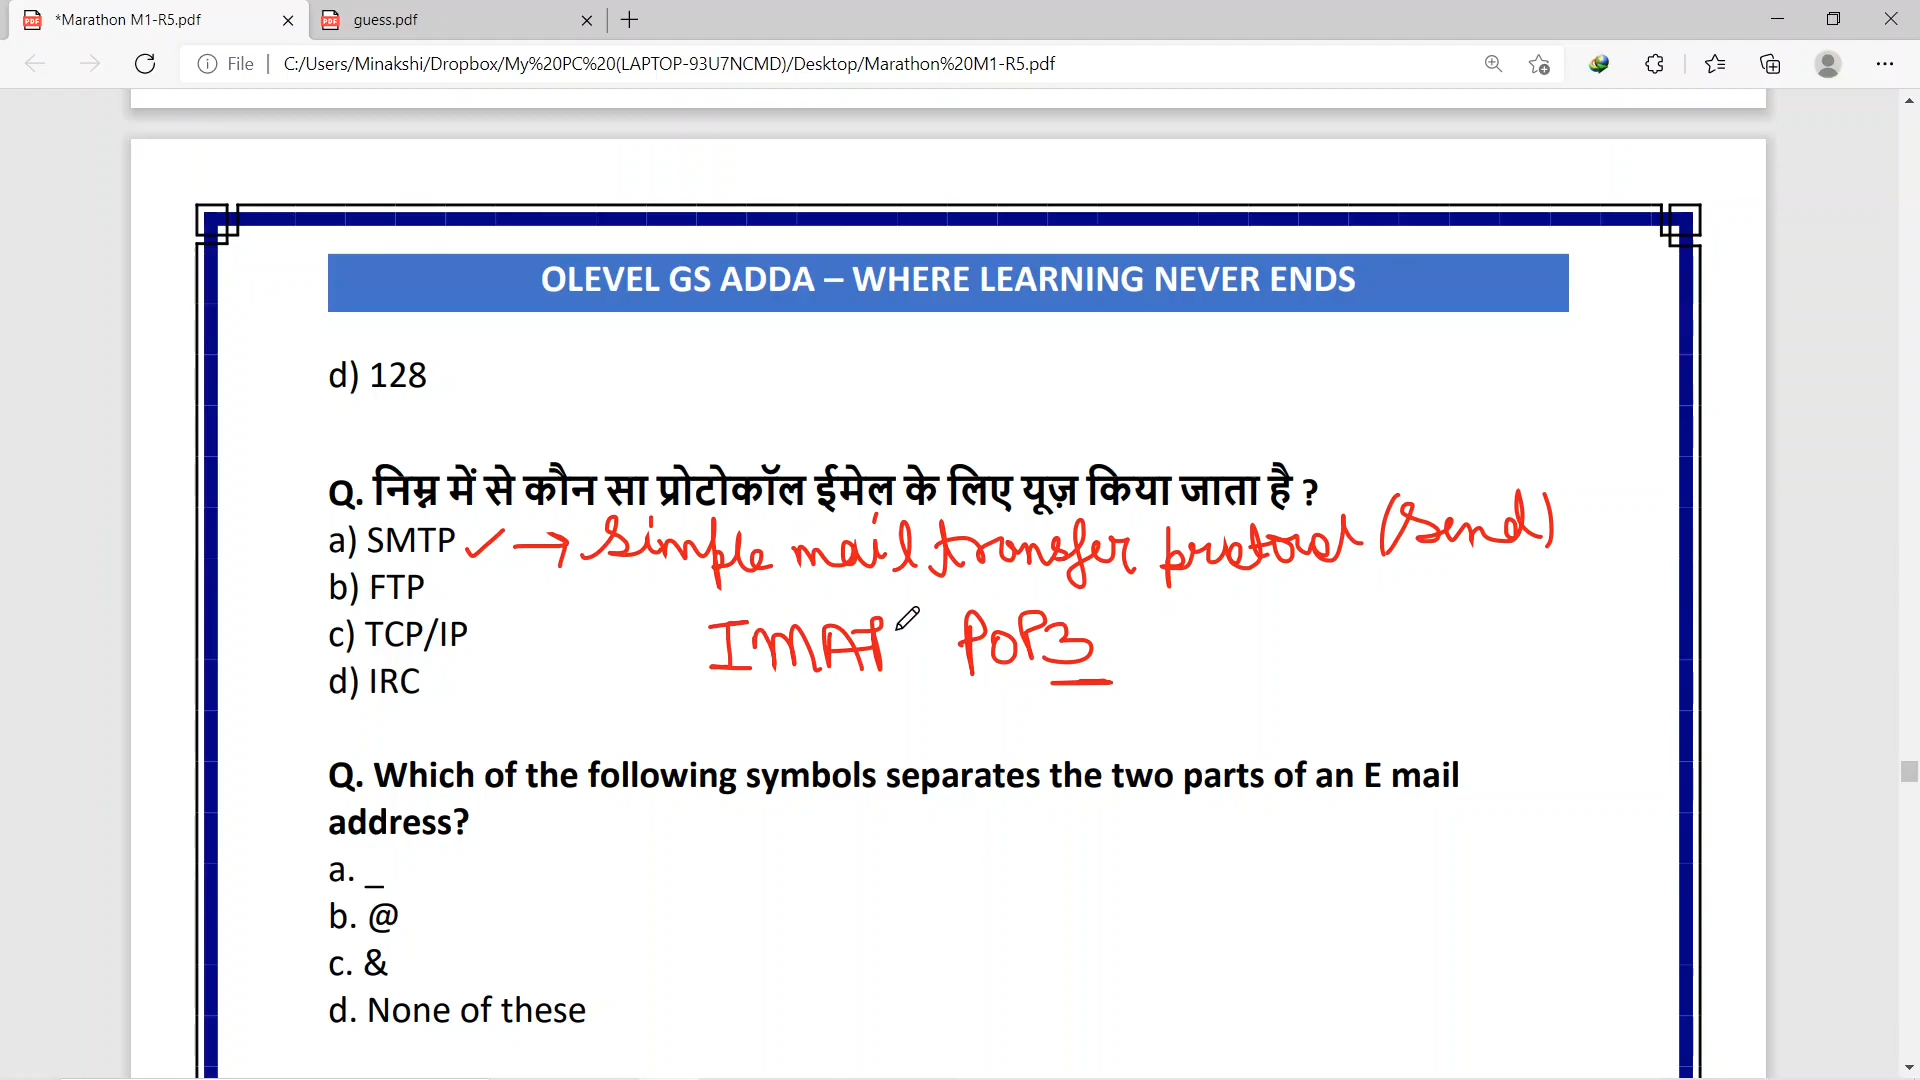 *Marathon M1-R5.pdf
guess.pdf
File
C:/Users/Minakshi/Dropbox/My%20PC%20(LAPTOP-93U7NCMD)/Desktop/Marathon%20M1-R5.pdf
OLEVEL GS ADDA – WHERE LEARNING NEVER ENDS
d) 128
Q. निम्न में से कौन सा प्रोटोकॉल ईमेल के लिए यूज़ किया जाता है ?
a) SMTP ✓ → Simple mail transfer protocol (Send)
b) FTP
c) TCP/IP IMAP POP3
d) IRC
Q. Which of the following symbols separates the two parts of an E mail
address?
a. _
b. @
c. &
d. None of these